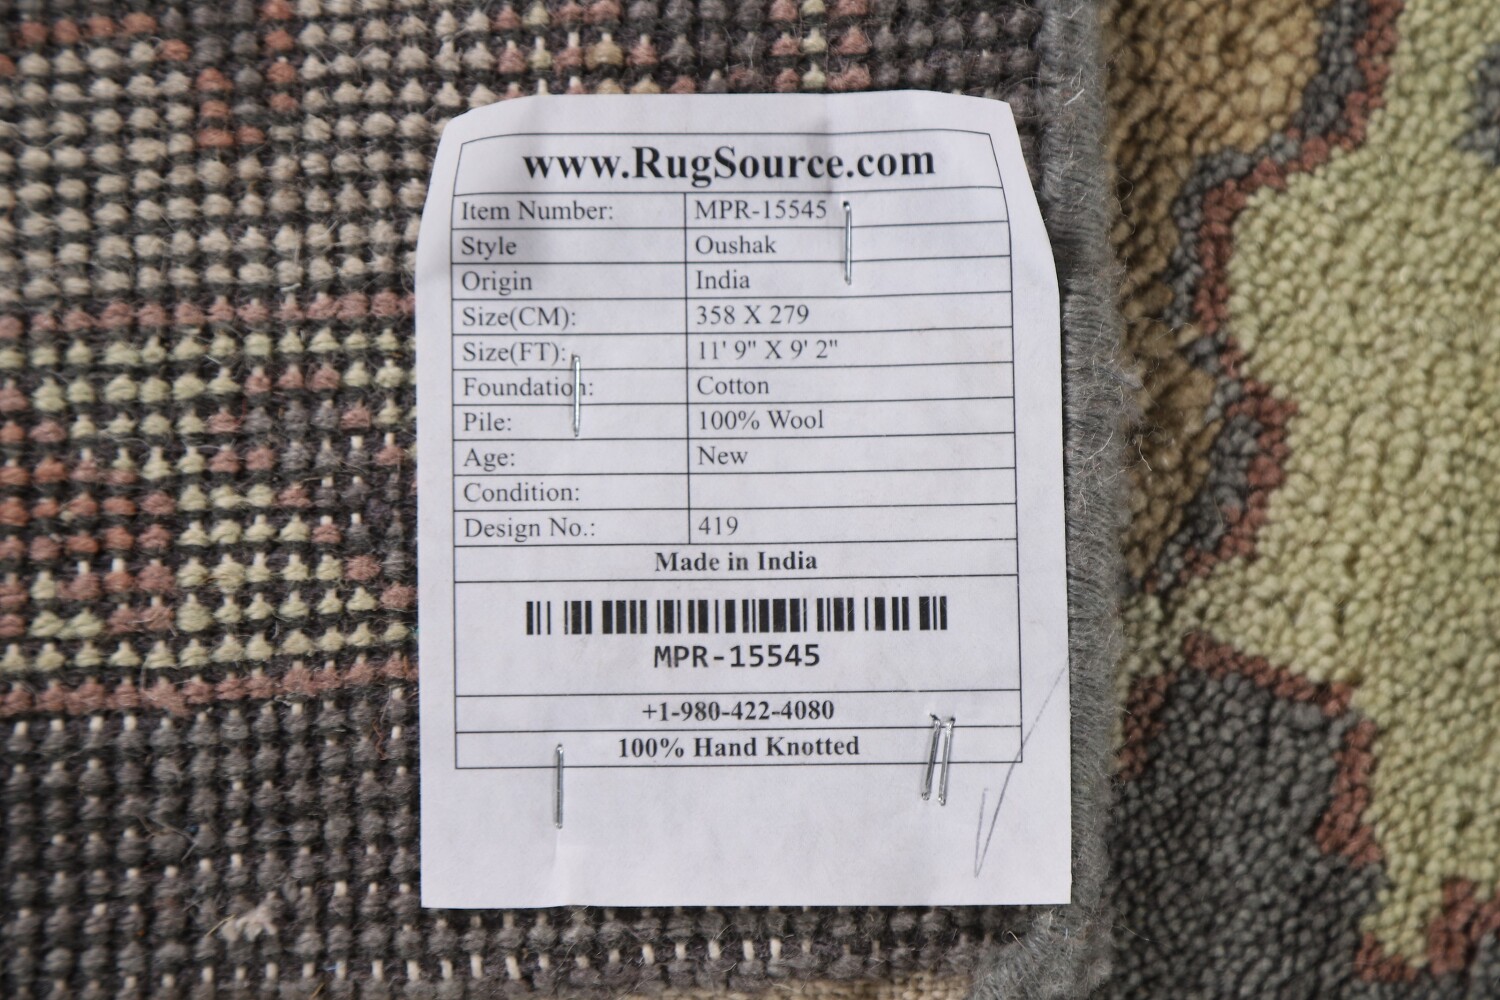 www.RugSource.com
Item Number: MPR-15545
Style Oushak
Origin India
Size(CM): 358 X 279
Size(FT): 11' 9" X 9' 2"
Foundation: Cotton
Pile: 100% Wool
Age: New
Condition:
Design No.: 419
Made in India
MPR-15545
+1-980-422-4080
100% Hand Knotted